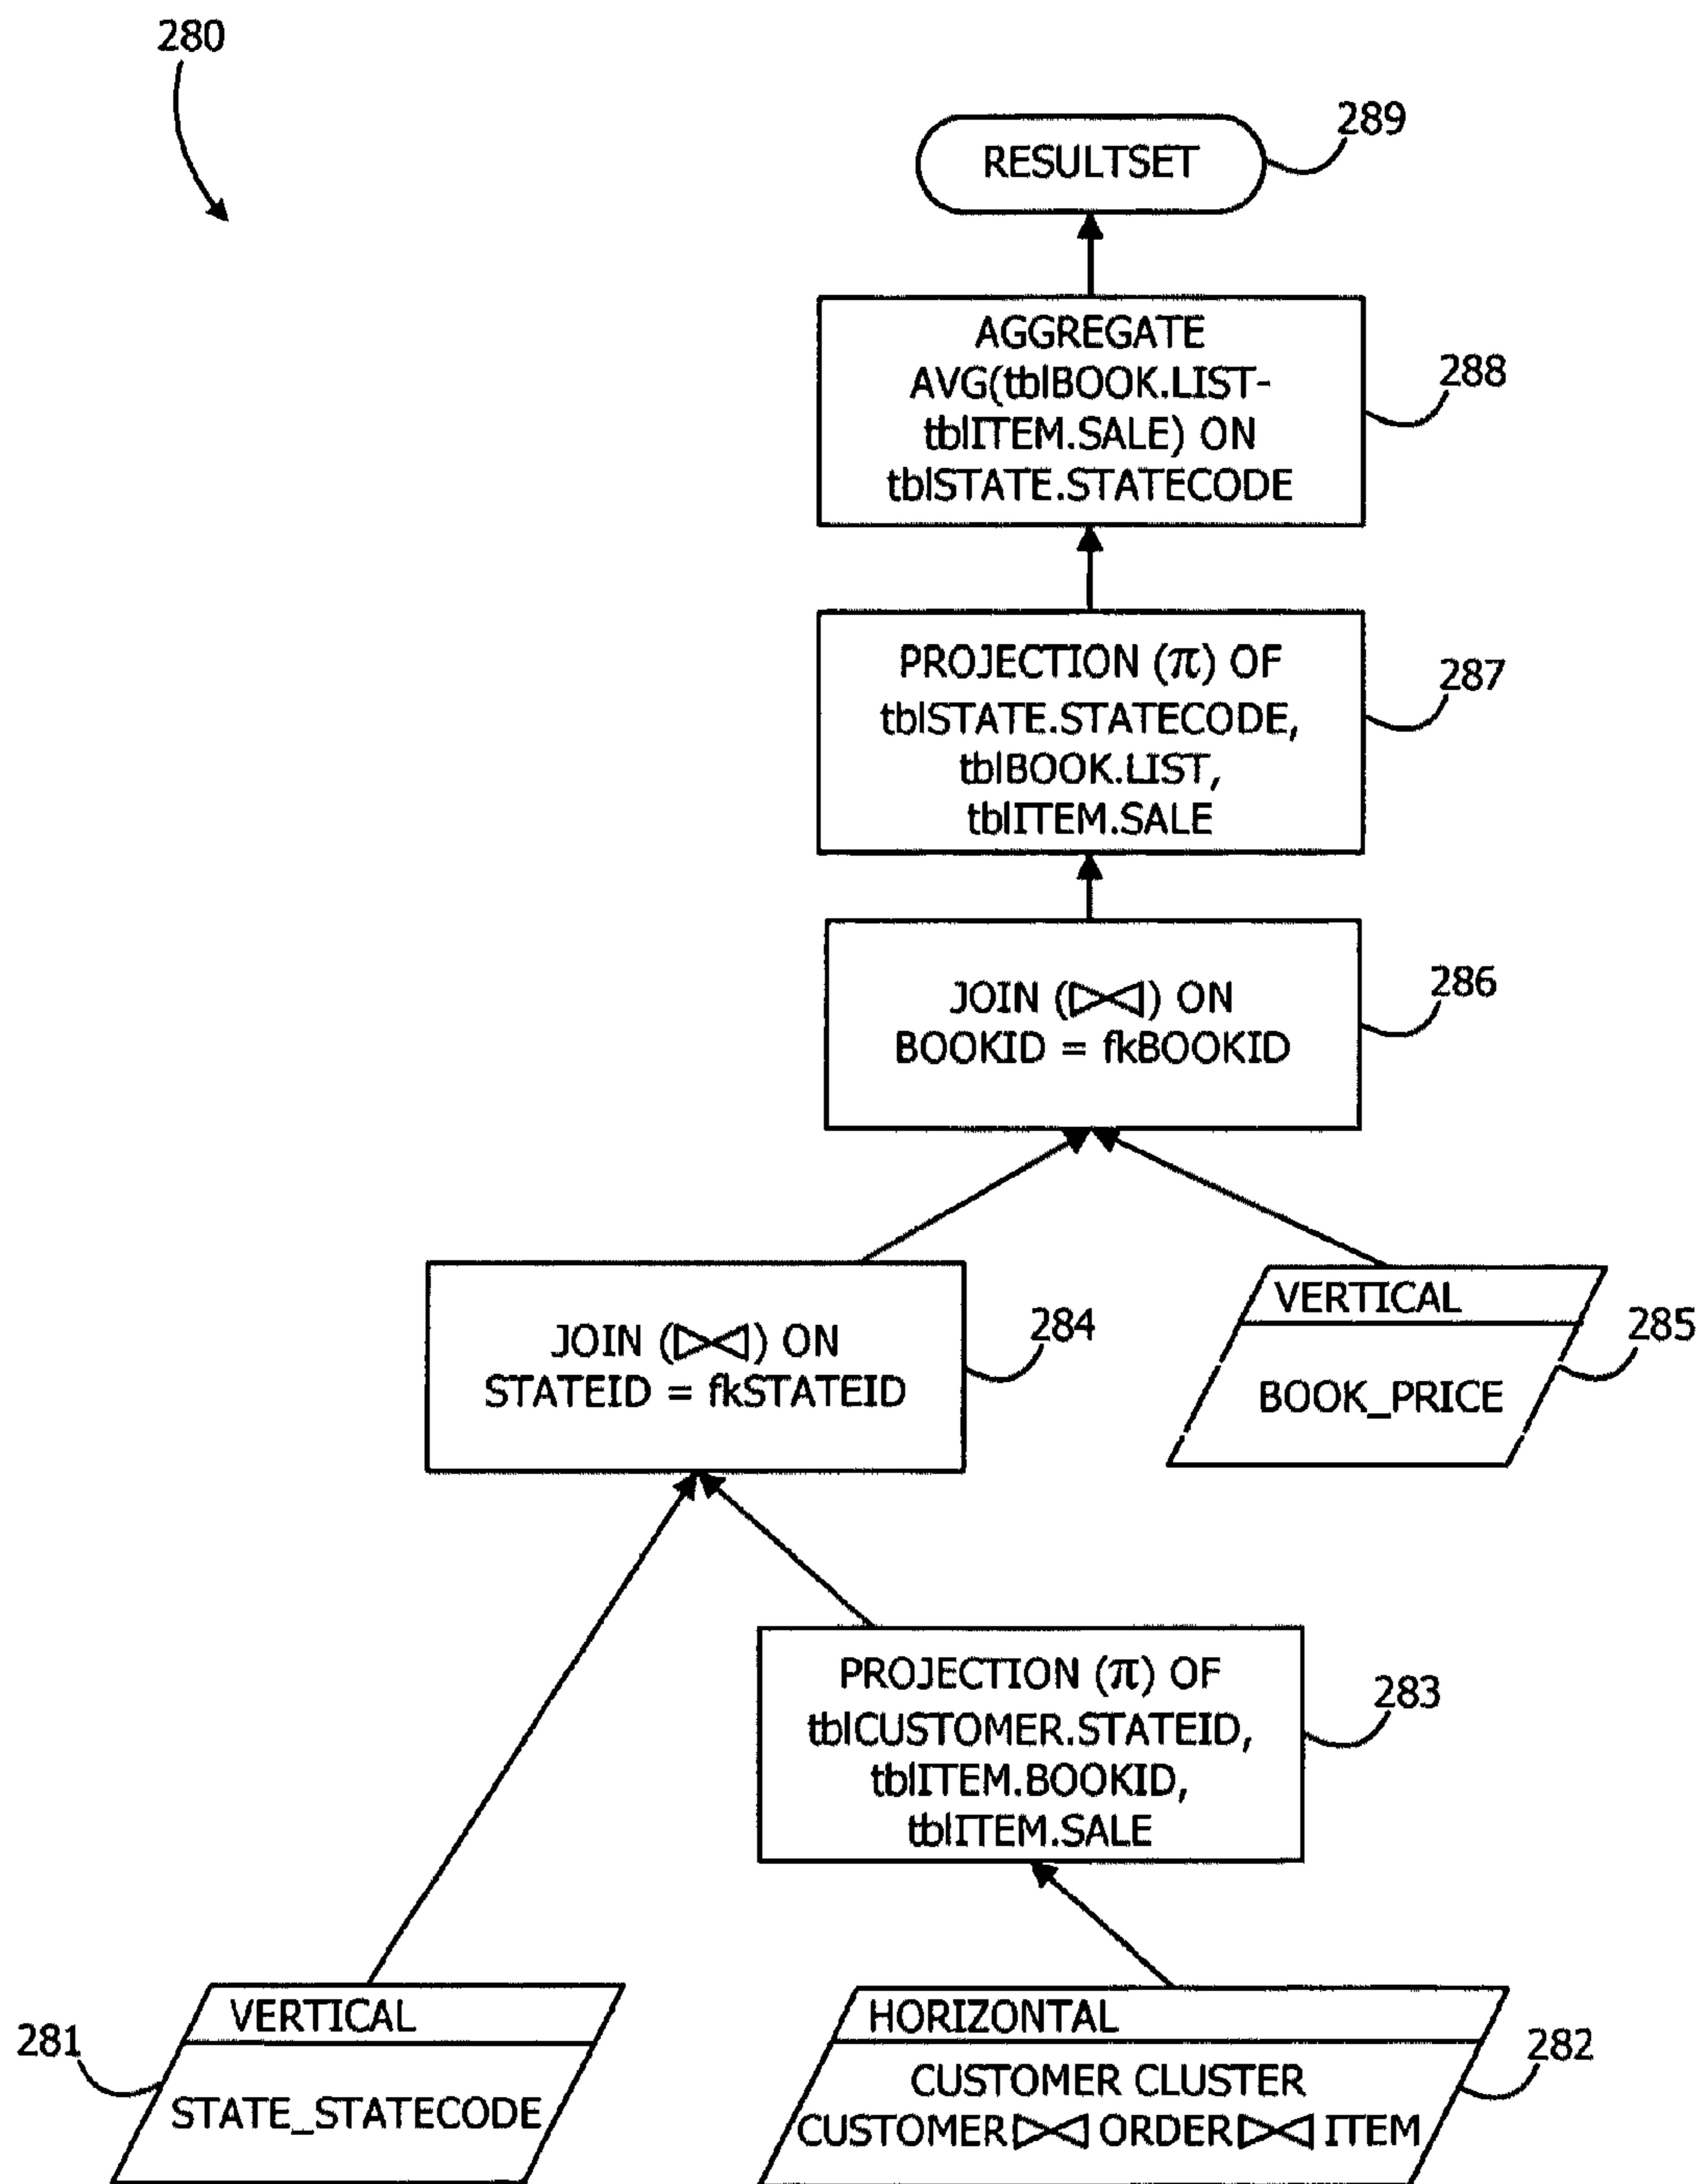 280
RESULTSET
289
AGGREGATE
AVG(tblBOOK.LIST-
tblITEM.SALE) ON
tblSTATE.STATECODE
288
PROJECTION (π) OF
tblSTATE.STATECODE,
tblBOOK.LIST,
tblITEM.SALE
287
JOIN (▷◁) ON
BOOKID = fkBOOKID
286
JOIN (▷◁) ON
STATEID = fkSTATEID
284
VERTICAL
BOOK_PRICE
285
PROJECTION (π) OF
tblCUSTOMER.STATEID,
tblITEM.BOOKID,
tblITEM.SALE
283
VERTICAL
STATE_STATECODE
281
HORIZONTAL
CUSTOMER CLUSTER
CUSTOMER▷◁ORDER▷◁ITEM
282